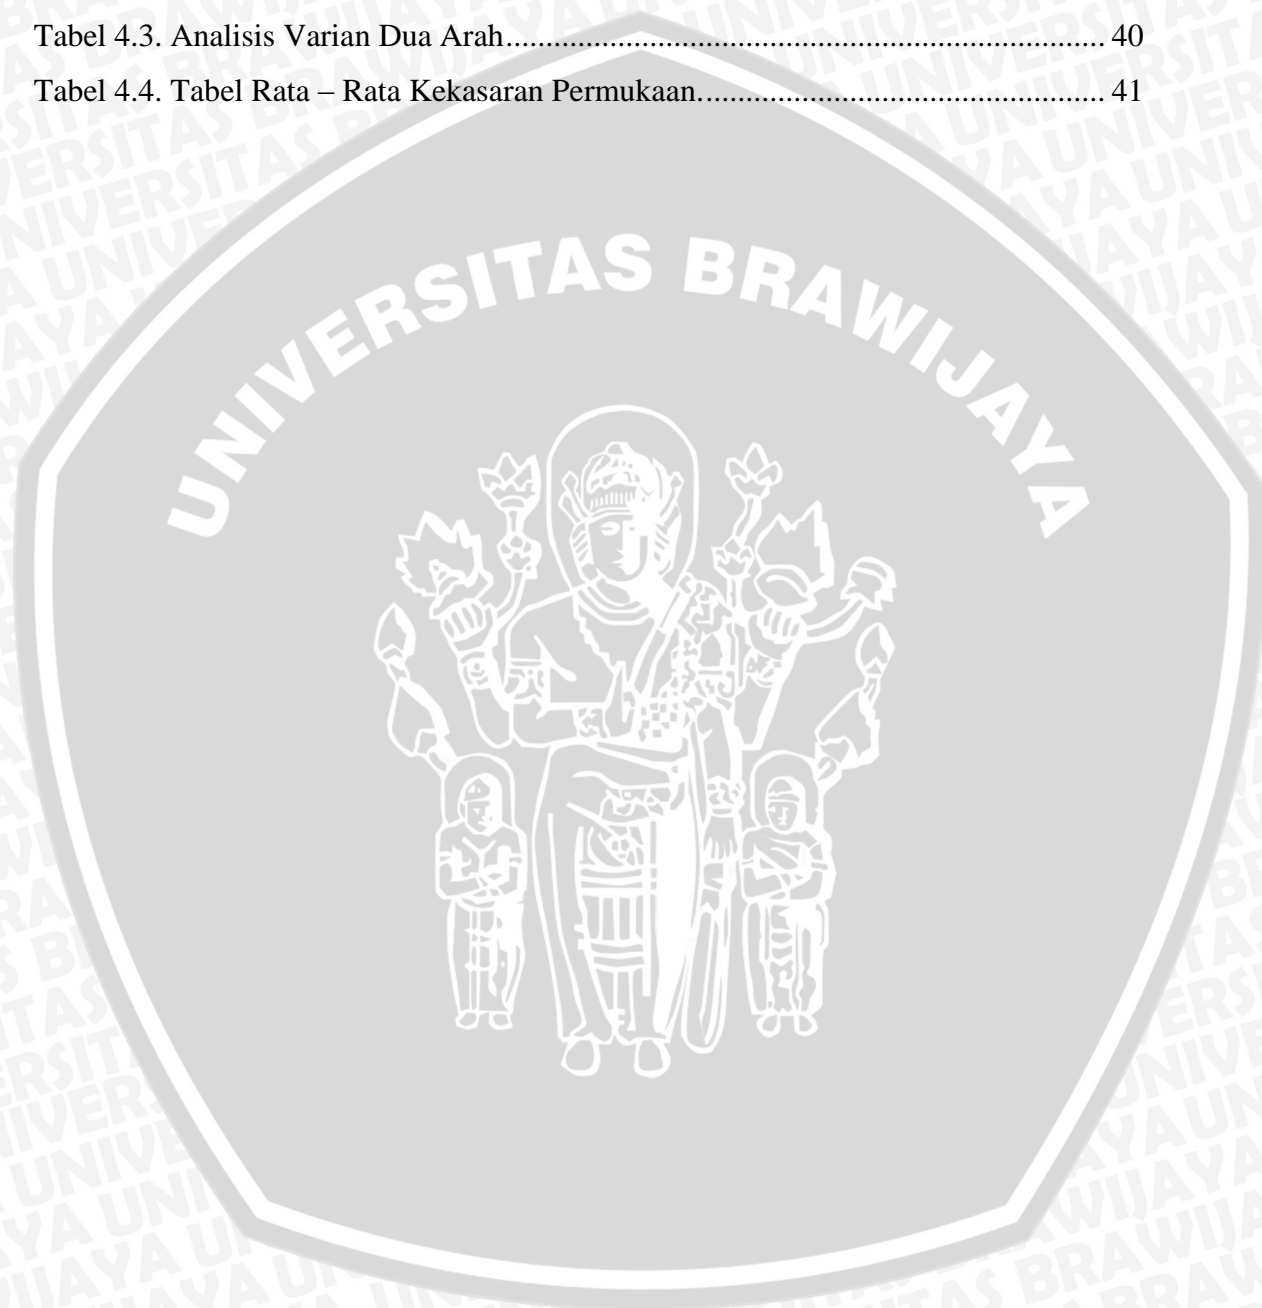 Tabel 4.3. Analisis Varian Dua Arah........................................................................... 40
Tabel 4.4. Tabel Rata – Rata Kekasaran Permukaan................................................... 41
UNIVERSITAS BRAWIJAYA